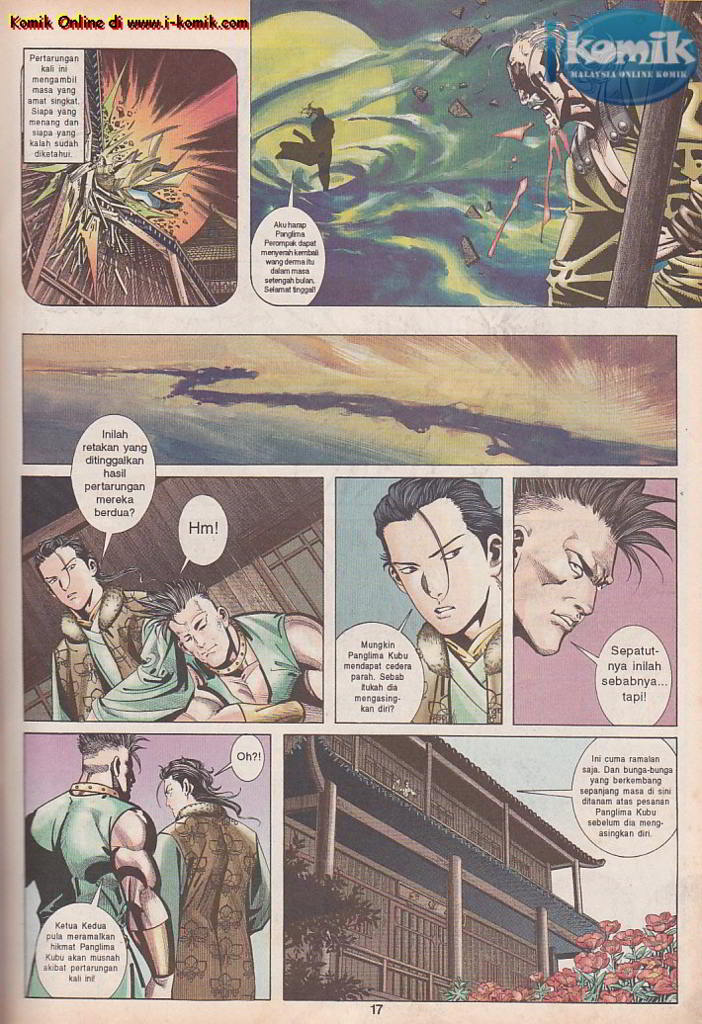 Komik Online di www.i-komik.com
komik
MALAYSIA ONLINE KOMIK
Pertarungan
kali ini
mengambil
masa yang
amat singkat.
Siapa yang
menang dan
siapa yang
kalah sudah
diketahui.
Aku harap
Panglima
Perompak dapat
menyerah kembali
wang derma itu
dalam masa
setengah bulan.
Selamat tinggal!
Inilah
retakan yang
ditinggalkan
hasil
pertarungan
mereka
berdua?
Hm!
Mungkin
Panglima Kubu
mendapat cedera
parah. Sebab
itukah dia
mengasing-
kan diri?
Sepatut-
nya inilah
sebabnya...
tapi!
Oh?!
Ketua Kedua
pula meramalkan
hikmat Panglima
Kubu akan musnah
akibat pertarungan
kali ini!
Ini cuma ramalan
saja. Dan bunga-bunga
yang berkembang
sepanjang masa di sini
ditanam atas pesanan
Panglima Kubu
sebelum dia meng-
asingkan diri.
17